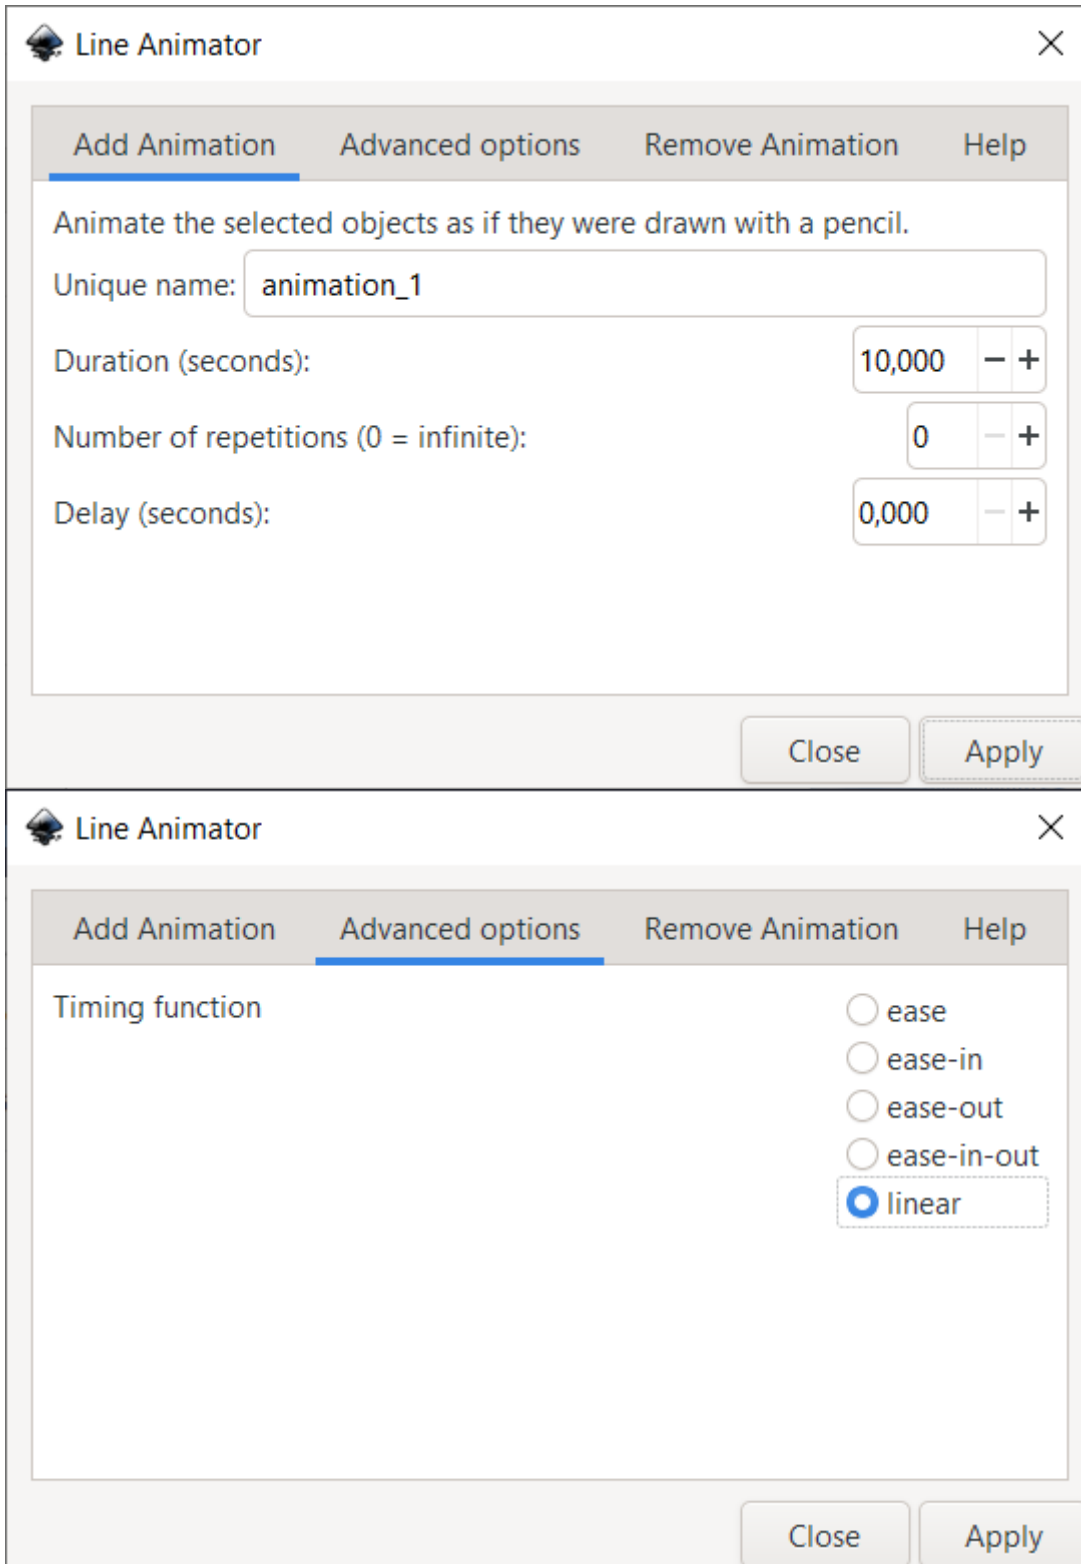 Line Animator
Add Animation Advanced options Remove Animation Help
Animate the selected objects as if they were drawn with a pencil.
Unique name: animation_1
Duration (seconds): 10,000
Number of repetitions (0 = infinite): 0
Delay (seconds): 0,000
Close Apply
Line Animator
Add Animation Advanced options Remove Animation Help
Timing function ease
ease-in
ease-out
ease-in-out
linear
Close Apply